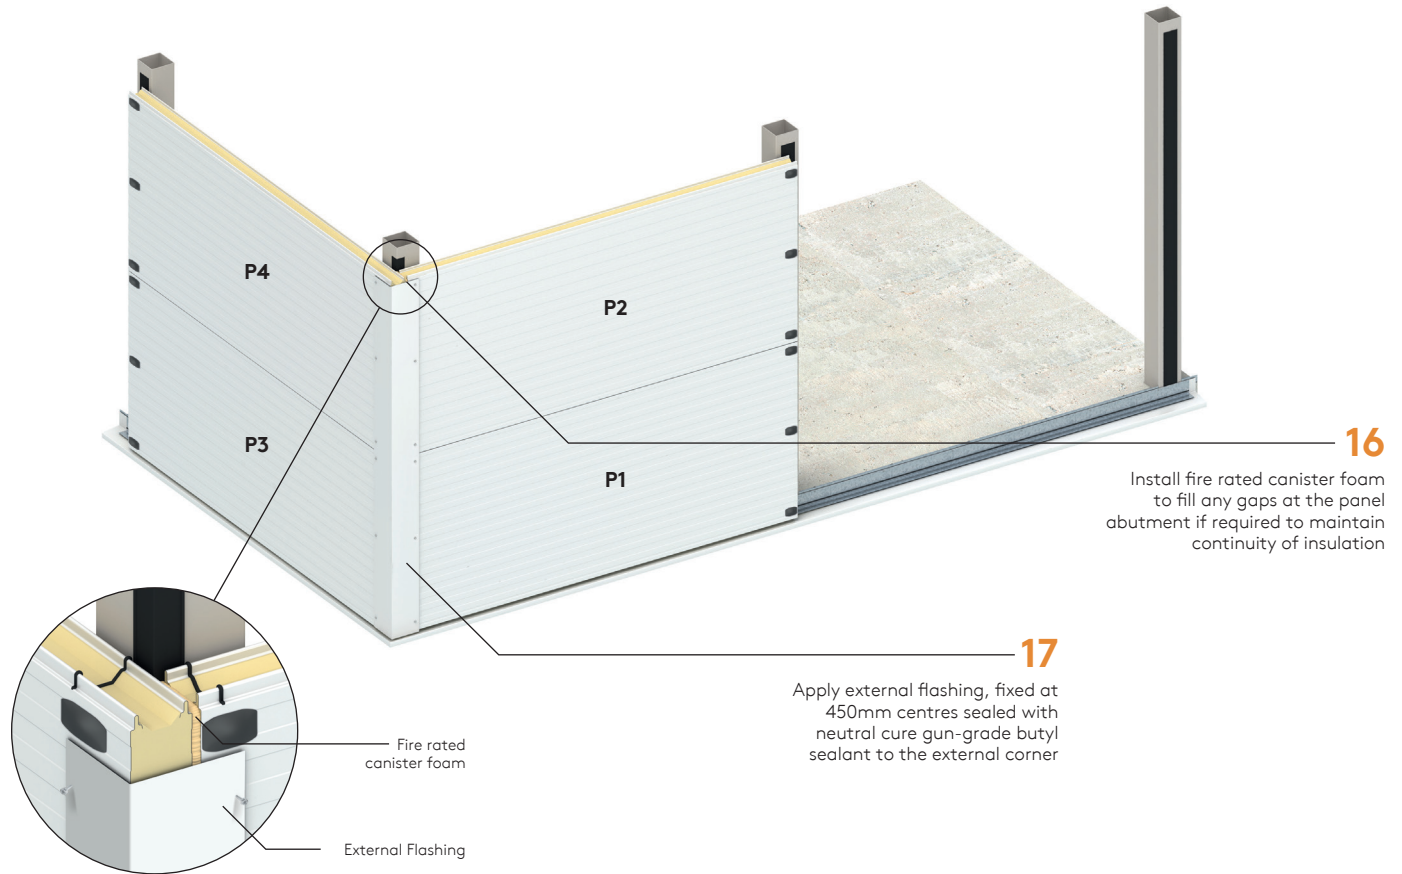 P4
P2
P3
P1
16
Install fire rated canister foam
to fill any gaps at the panel
abutment if required to maintain
continuity of insulation
17
Apply external flashing, fixed at
450mm centres sealed with
neutral cure gun-grade butyl
sealant to the external corner
Fire rated
canister foam
External Flashing